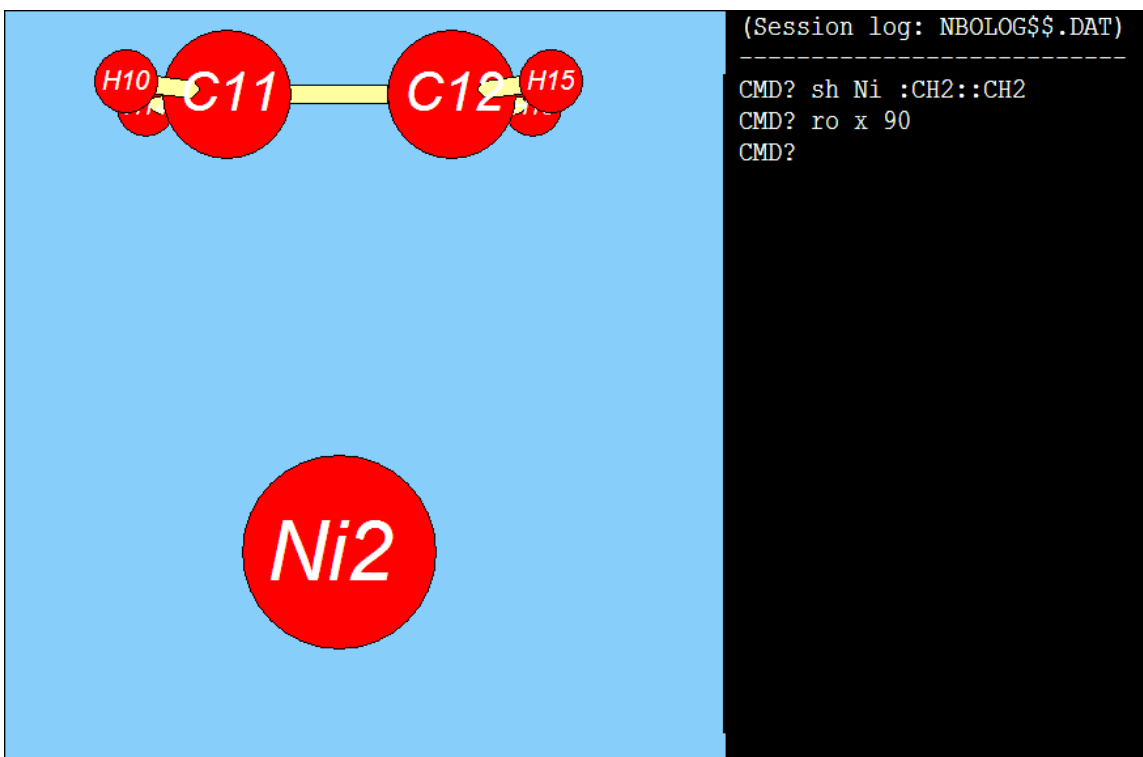 (Session log: NBOLOG$$.DAT)
---------------------------
CMD? sh Ni :CH2::CH2
CMD? ro x 90
CMD?
H10
C11
C12
H15
Ni2